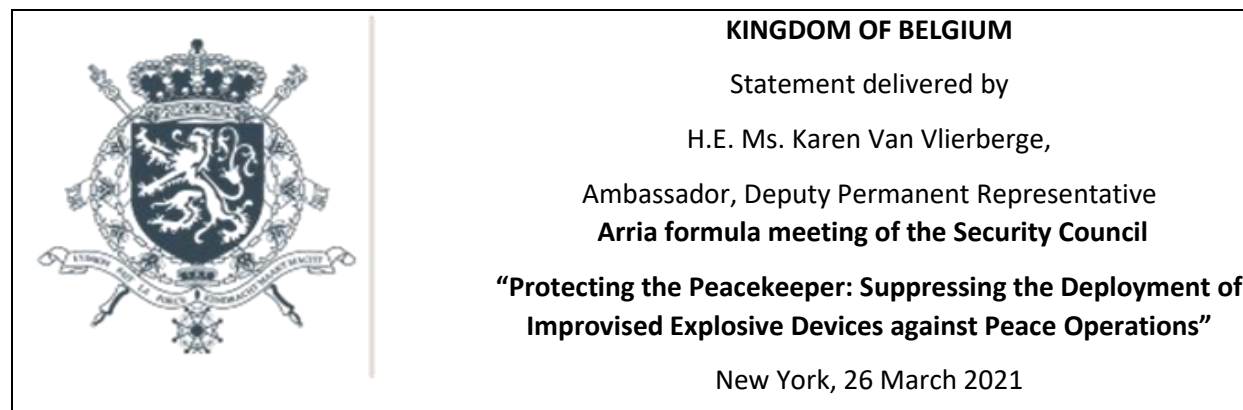 KINGDOM OF BELGIUM
Statement delivered by
H.E. Ms. Karen Van Vlierberge,
Ambassador, Deputy Permanent Representative
Arria formula meeting of the Security Council
“Protecting the Peacekeeper: Suppressing the Deployment of
Improvised Explosive Devices against Peace Operations”
New York, 26 March 2021